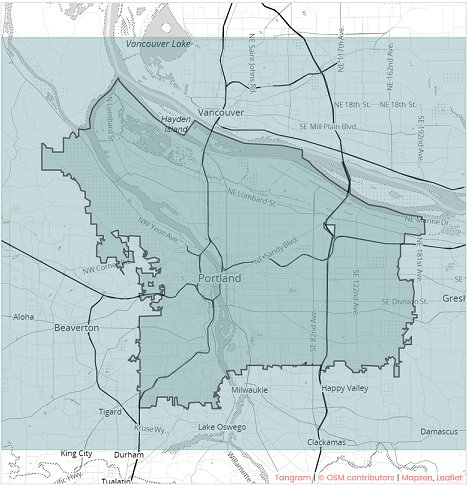 Vancouver Lake
NE Saint Johns Rd.
NE 117th Ave.
NE 162nd Ave.
NE 18th St.
NE 18th St.
Vancouver
Hayden
Island
N Lombard St.
SE Mill Plain Blvd.
SE 192nd Ave.
NE Lombard St.
NE Marine Dr.
NW Yeon Ave.
NE Sandy Blvd.
NE 181st Ave.
NW Corne
Portland
SE 122nd Ave.
SE Division St.
Gresh
Aloha
Beaverton
SE 82nd Ave.
Milwaukie
Happy Valley
Tigard
Kruse Wy.
Lake Oswego
Damascus
Clackamas
King City
Durham
Willamette
fic Hwy.
Tualatin
Tangram | © OSM contributors | Mapzen, Leaflet